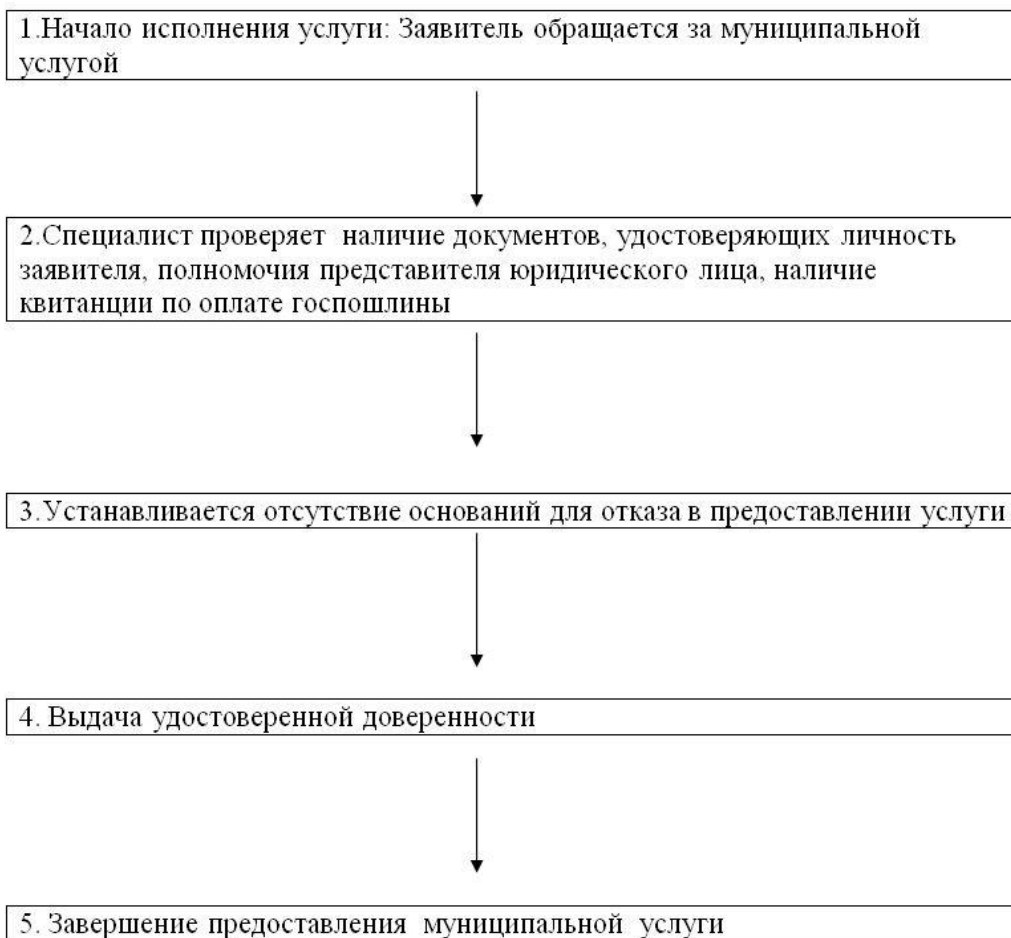 1.Начало исполнения услуги: Заявитель обращается за муниципальной
услугой
2.Специалист проверяет  наличие документов, удостоверяющих личность
заявителя, полномочия представителя юридического лица, наличие
квитанции по оплате госпошлины
3.Устанавливается отсутствие оснований для отказа в предоставлении услуги
4. Выдача удостоверенной доверенности
5. Завершение предоставления  муниципальной  услуги